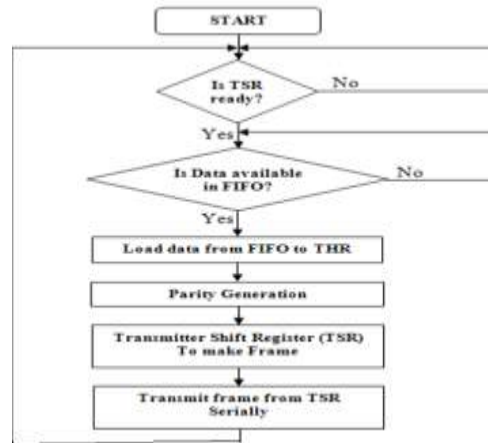 START
Is TSR
ready?
No
Yes
Is Data available
in FIFO?
No
Yes
Load data from FIFO to THR
Parity Generation
Transmitter Shift Register (TSR)
To make Frame
Transmit frame from TSR
Serially